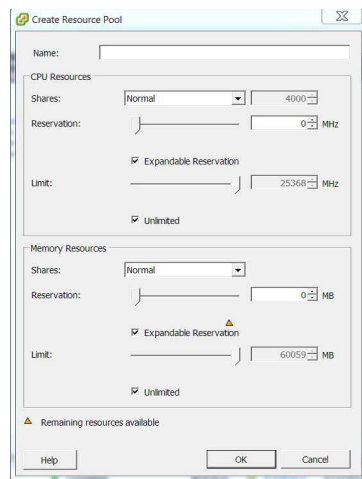 Create Resource Pool
Name:
CPU Resources
Shares: Normal 4000
Reservation: 0 MHz
Expandable Reservation
Limit: 25368 MHz
Unlimited
Memory Resources
Shares: Normal
Reservation: 0 MB
Expandable Reservation
Limit: 60059 MB
Unlimited
Remaining resources available
Help OK Cancel